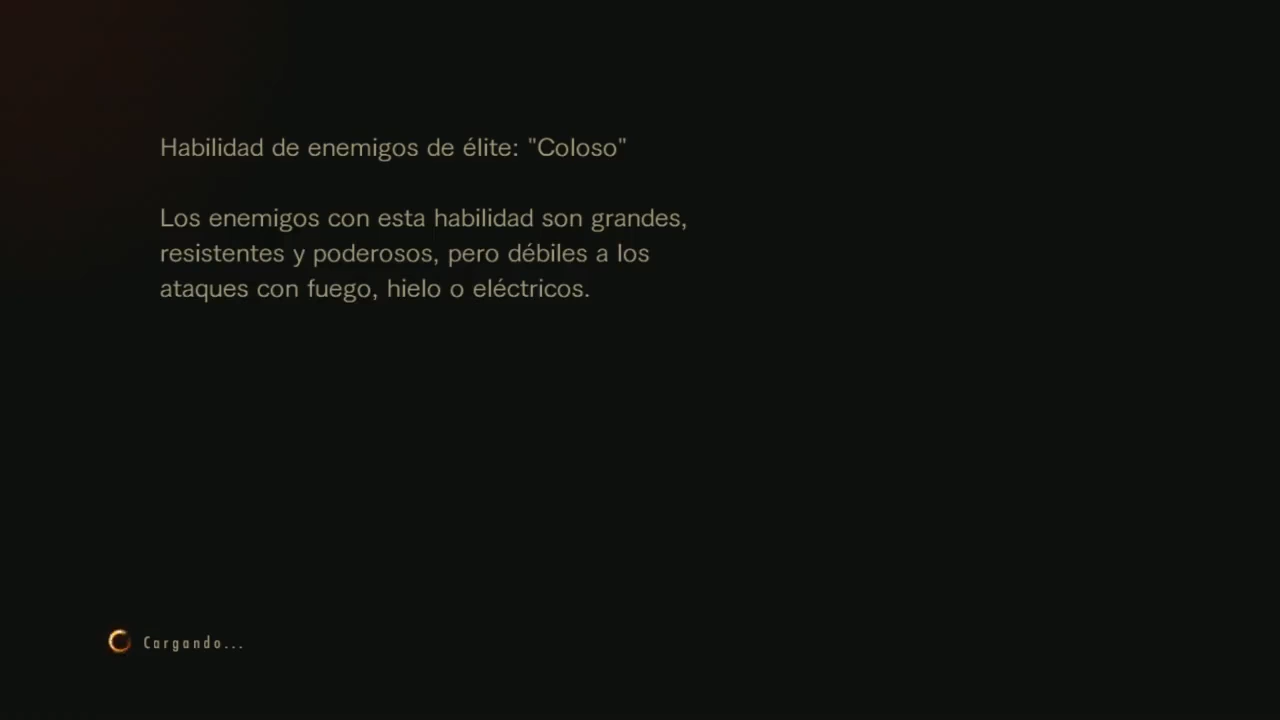 Habilidad de enemigos de élite: "Coloso"
Los enemigos con esta habilidad son grandes,
resistentes y poderosos, pero débiles a los
ataques con fuego, hielo o eléctricos.
Cargando...